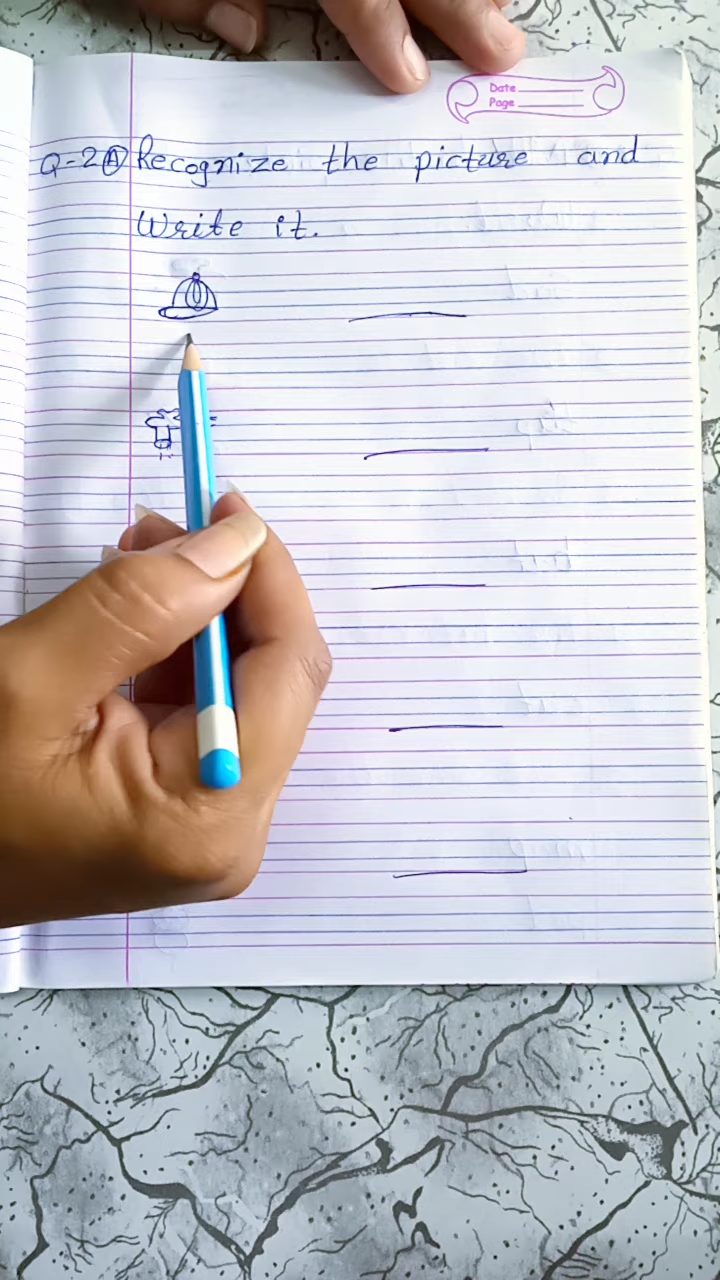 Date
Page
Q-2 A Recognize the picture and
Write it.